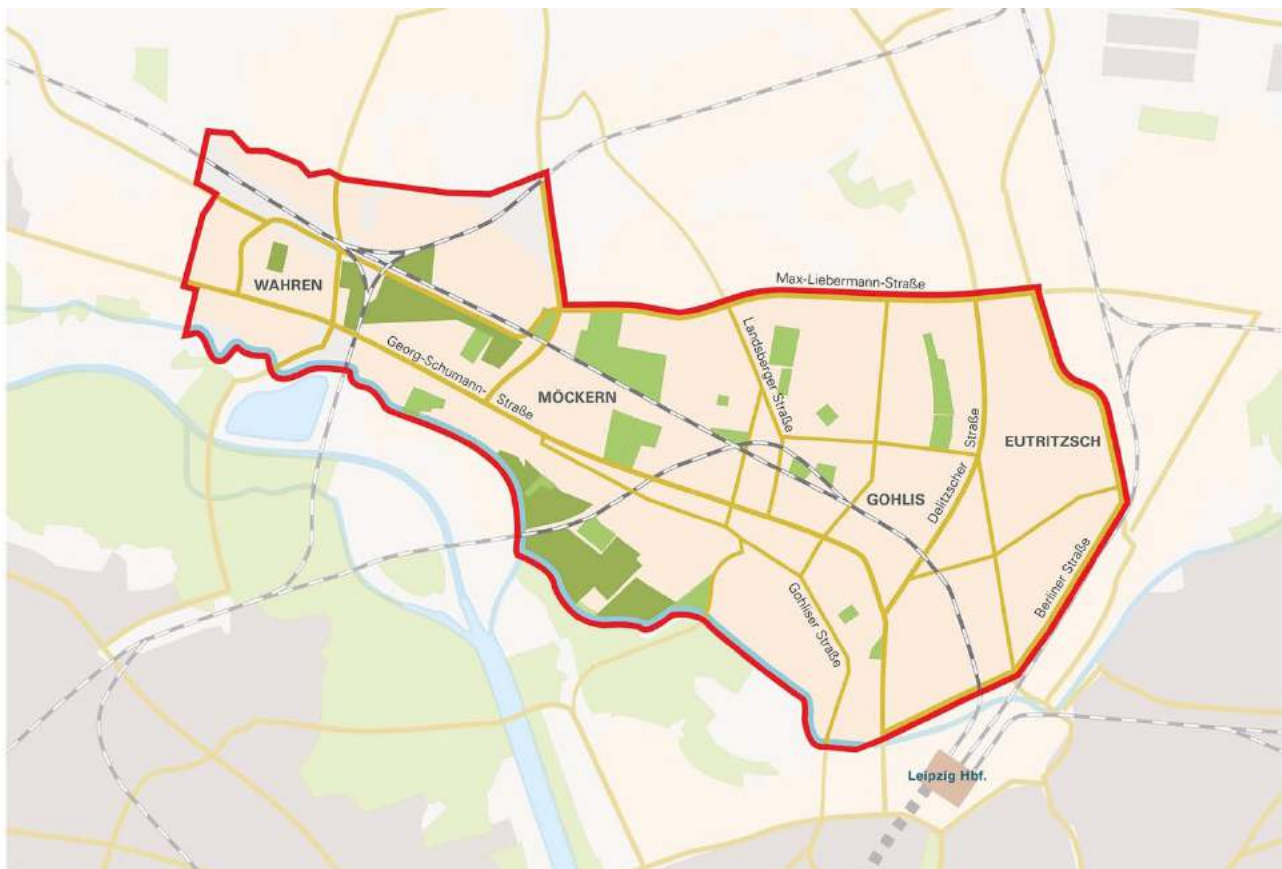 Max-Liebermann-Straße
WAHREN
Landsberger Straße
Georg-Schumann-
Straße
MÖCKERN
Delitzscher Straße
EUTRITZSCH
GOHLIS
Gohliser Straße
Berliner Straße
Leipzig Hbf.